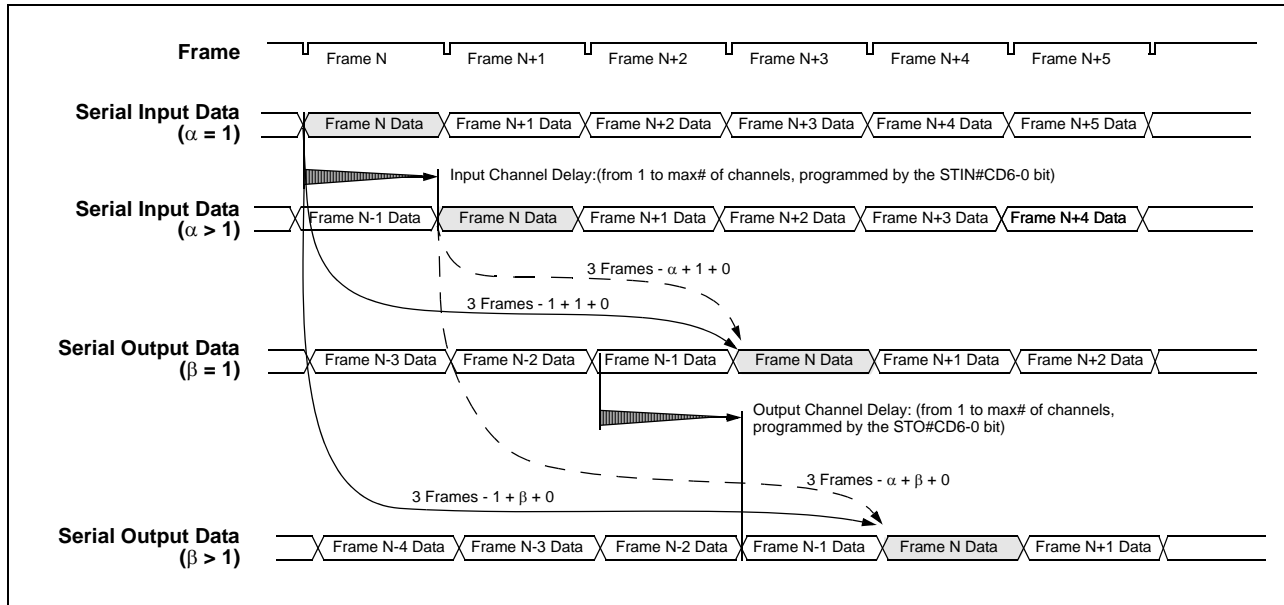 Frame
Frame N Frame N+1 Frame N+2 Frame N+3 Frame N+4 Frame N+5
Serial Input Data
(α = 1)
Frame N Data Frame N+1 Data Frame N+2 Data Frame N+3 Data Frame N+4 Data Frame N+5 Data
Input Channel Delay:(from 1 to max# of channels, programmed by the STIN#CD6-0 bit)
Serial Input Data
(α > 1)
Frame N-1 Data Frame N Data Frame N+1 Data Frame N+2 Data Frame N+3 Data Frame N+4 Data
3 Frames - α + 1 + 0
3 Frames - 1 + 1 + 0
Serial Output Data
(β = 1)
Frame N-3 Data Frame N-2 Data Frame N-1 Data Frame N Data Frame N+1 Data Frame N+2 Data
Output Channel Delay: (from 1 to max# of channels,
programmed by the STO#CD6-0 bit)
3 Frames - α + β + 0
3 Frames - 1 + β + 0
Serial Output Data
(β > 1)
Frame N-4 Data Frame N-3 Data Frame N-2 Data Frame N-1 Data Frame N Data Frame N+1 Data